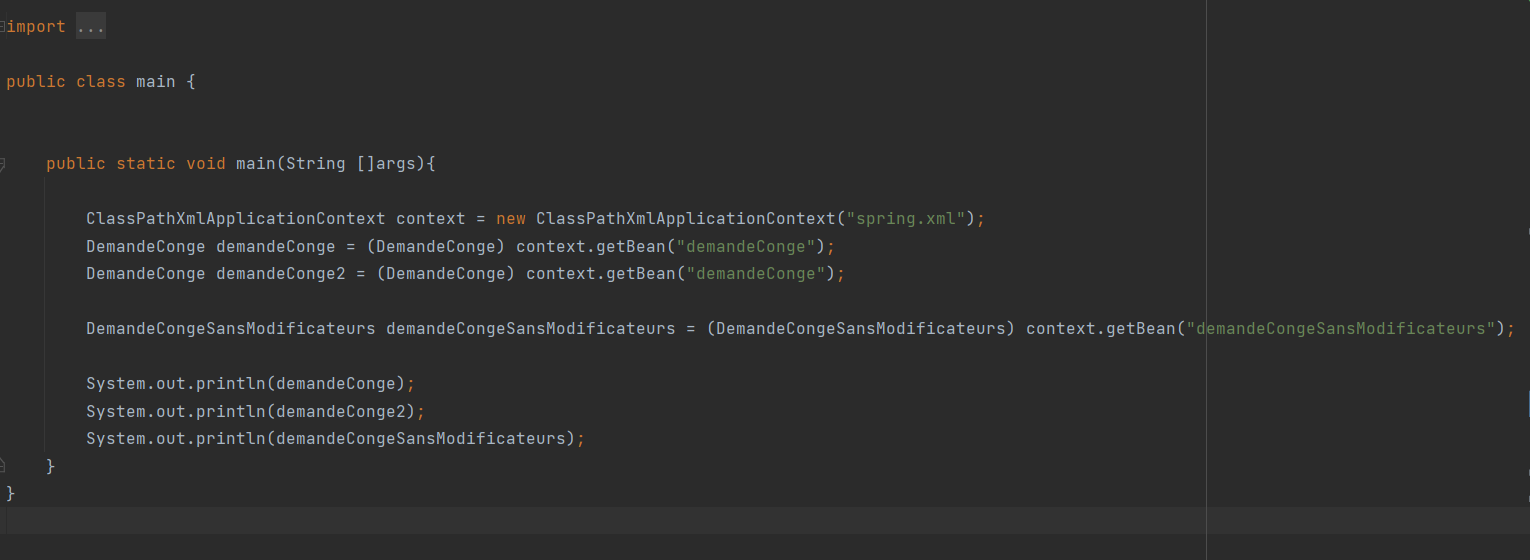 import ...
public class main {
public static void main(String []args){
ClassPathXmlApplicationContext context = new ClassPathXmlApplicationContext("spring.xml");
DemandeConge demandeConge = (DemandeConge) context.getBean("demandeConge");
DemandeConge demandeConge2 = (DemandeConge) context.getBean("demandeConge");
DemandeCongeSansModificateurs demandeCongeSansModificateurs = (DemandeCongeSansModificateurs) context.getBean("demandeCongeSansModificateurs");
System.out.println(demandeConge);
System.out.println(demandeConge2);
System.out.println(demandeCongeSansModificateurs);
}
}